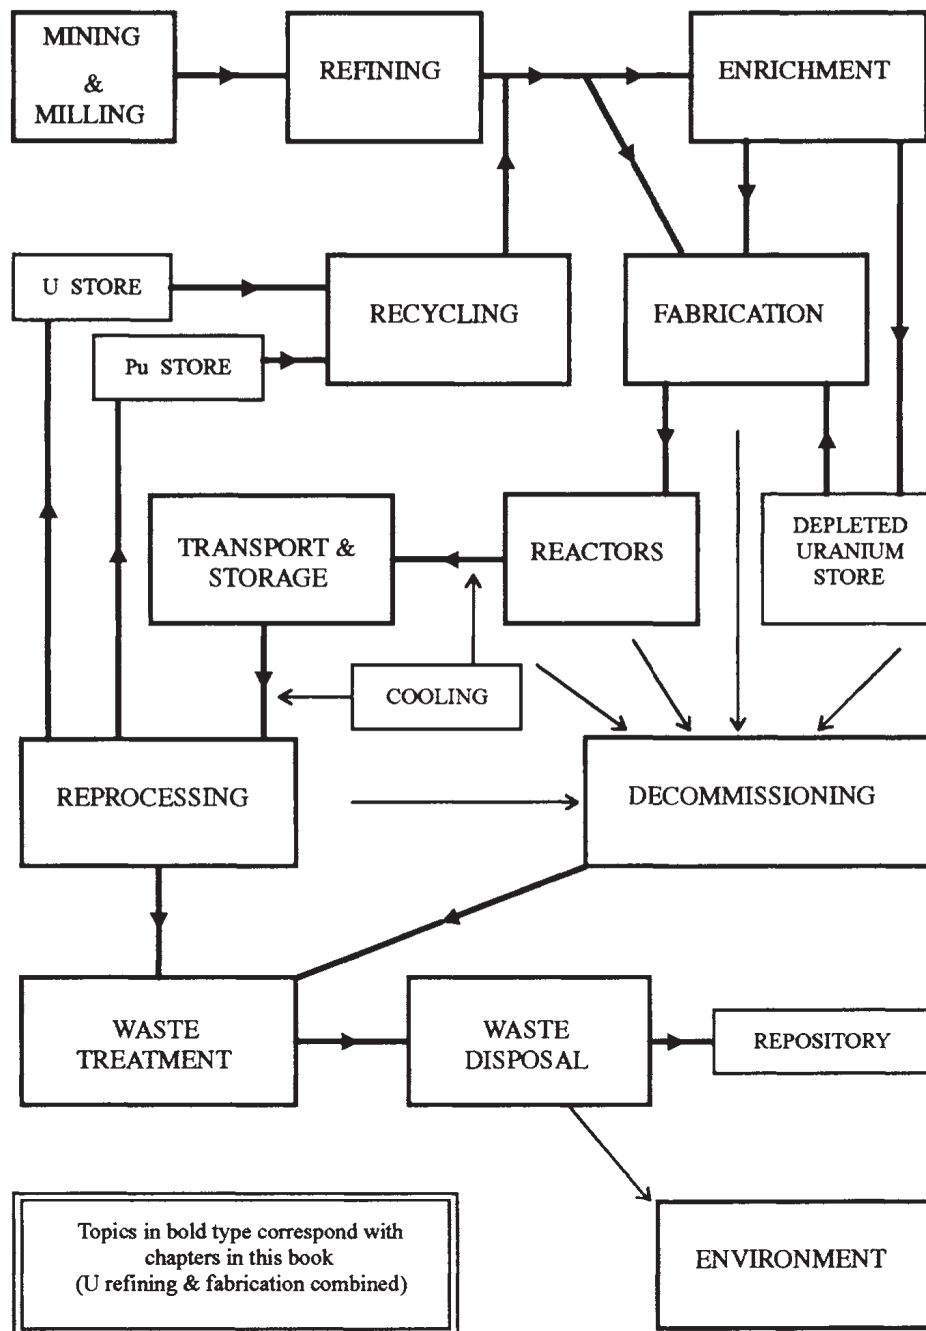 MINING
&
MILLING
REFINING
ENRICHMENT
U STORE
RECYCLING
FABRICATION
Pu STORE
TRANSPORT &
STORAGE
REACTORS
DEPLETED
URANIUM
STORE
COOLING
REPROCESSING
DECOMMISSIONING
WASTE
TREATMENT
WASTE
DISPOSAL
REPOSITORY
Topics in bold type correspond with
chapters in this book
(U refining & fabrication combined)
ENVIRONMENT